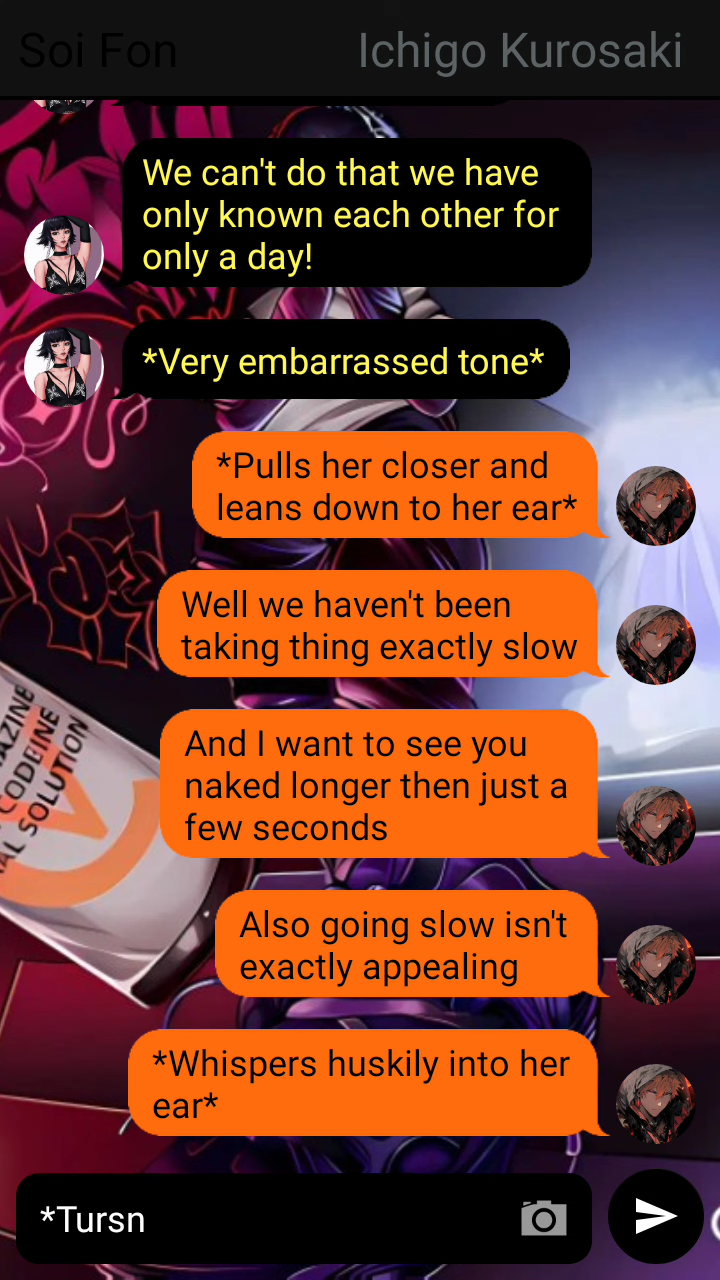 Soi Fon
Ichigo Kurosaki
We can't do that we have
only known each other for
only a day!
*Very embarrassed tone*
*Pulls her closer and
leans down to her ear*
Well we haven't been
taking thing exactly slow
And I want to see you
naked longer then just a
few seconds
Also going slow isn't
exactly appealing
*Whispers huskily into her
ear*
AZINE
CODEINE
AL SOLUTION
*Tursn